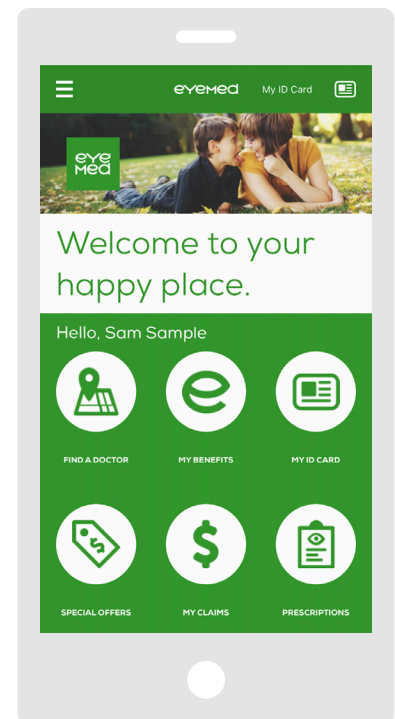 eyemed My ID Card
eye
med
Welcome to your
happy place.
Hello, Sam Sample
FIND A DOCTOR MY BENEFITS MY ID CARD
$
$
SPECIAL OFFERS MY CLAIMS PRESCRIPTIONS